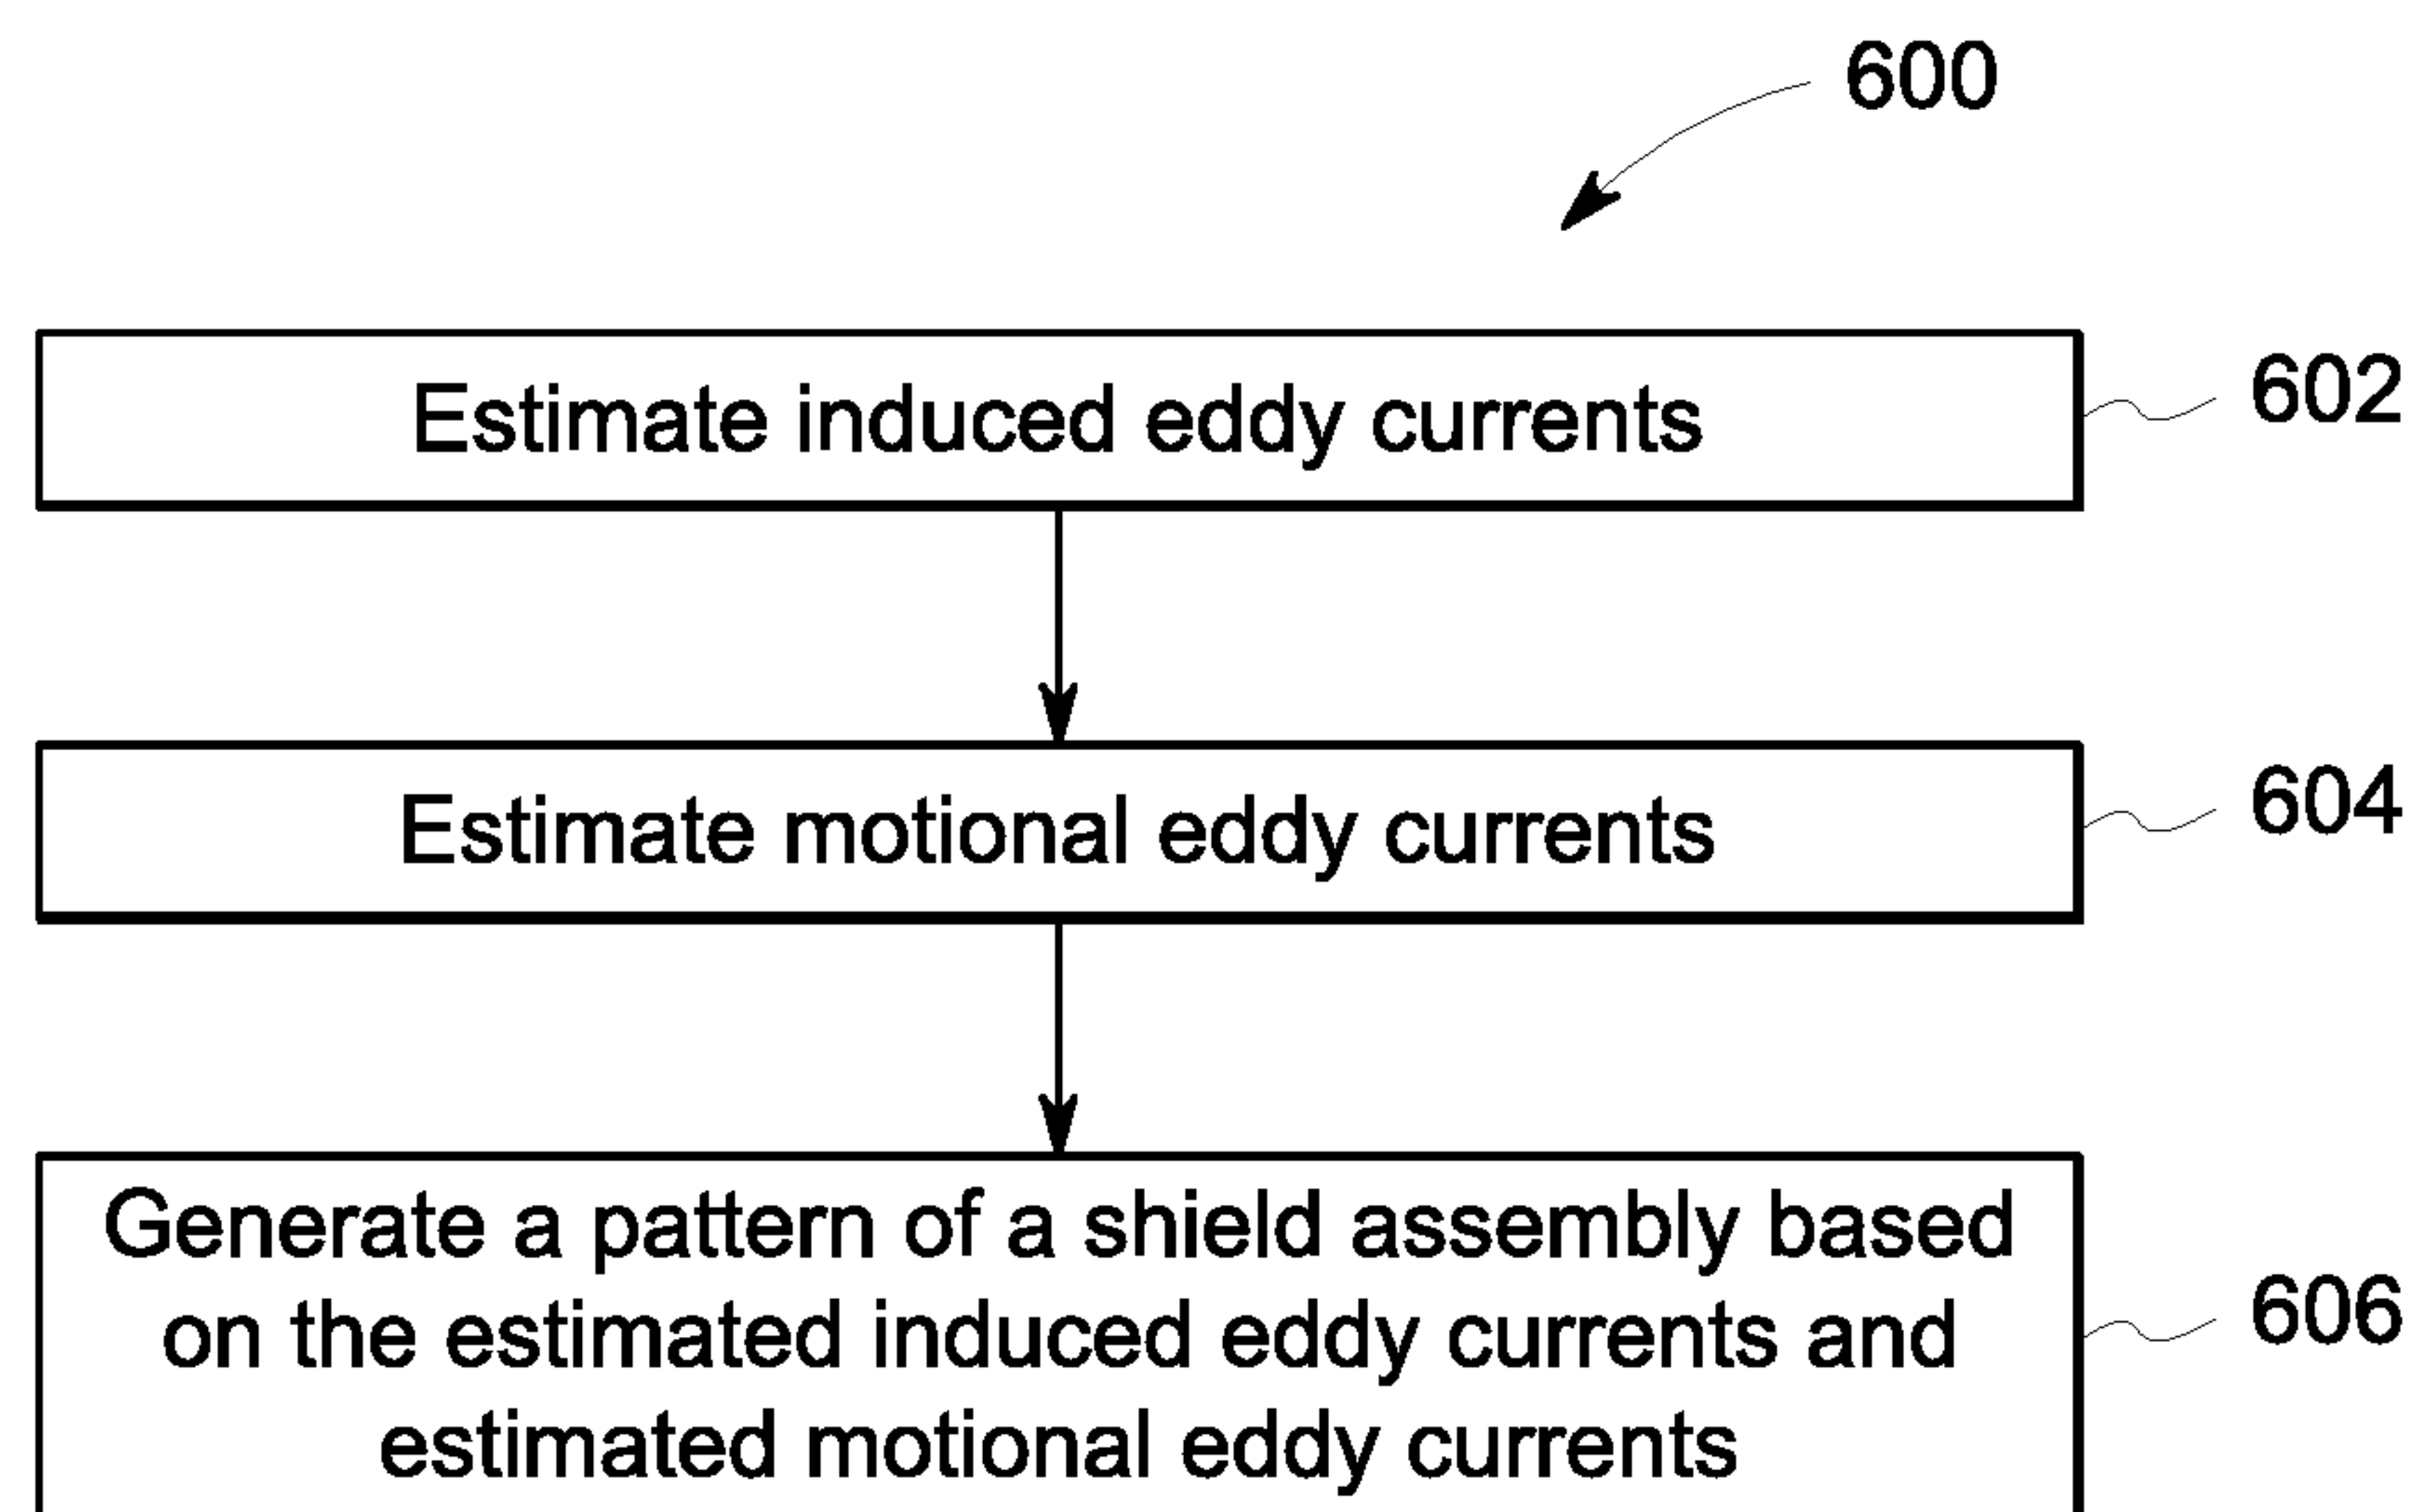 600
Estimate induced eddy currents
602
Estimate motional eddy currents
604
Generate a pattern of a shield assembly based
on the estimated induced eddy currents and
606
estimated motional eddy currents